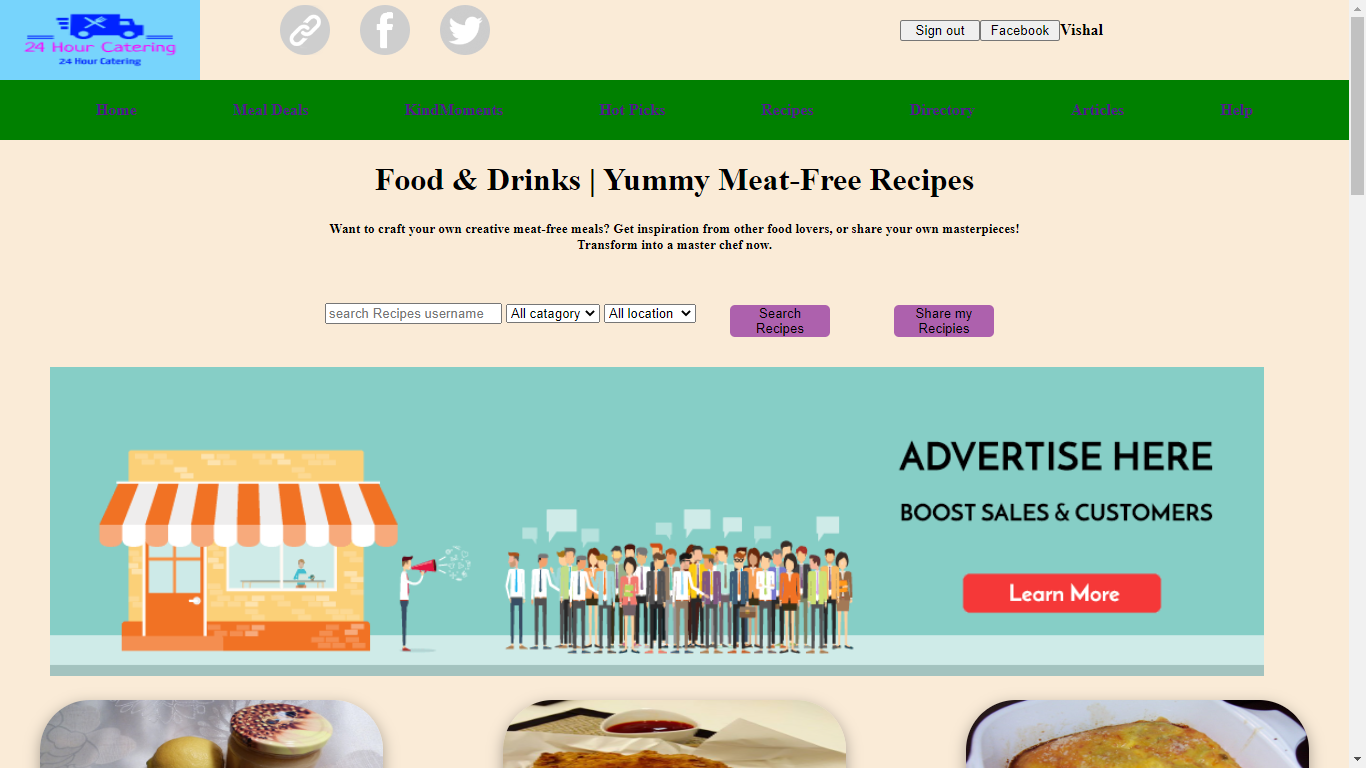 24 Hour Catering
24 Hour Catering
Sign out Facebook Vishal
Home Meal Deals KindMoments Hot Picks Recipes Directory Articles Help
Food & Drinks | Yummy Meat-Free Recipes
Want to craft your own creative meat-free meals? Get inspiration from other food lovers, or share your own masterpieces!
Transform into a master chef now.
search Recipes username All catagory All location
Search
Recipes
Share my
Recipies
ADVERTISE HERE
BOOST SALES & CUSTOMERS
Learn More